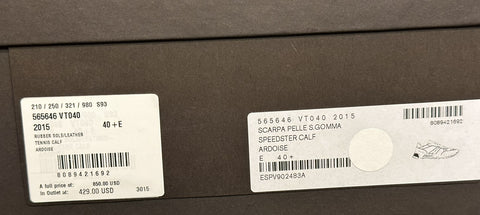 210 / 250 / 321 / 980 S93
565646 VT040
2015 40+E
RUBBER SOLE/LEATHER
TENNIS CALF
ARDOISE
8089421692
A full price at: 850.00 USD
In Outlet at: 429.00 USD 3015
565646 VT040 2015
SCARPA PELLE S.GOMMA
SPEEDSTER CALF
ARDOISE
E 40+
ESPV902483A
8089421692